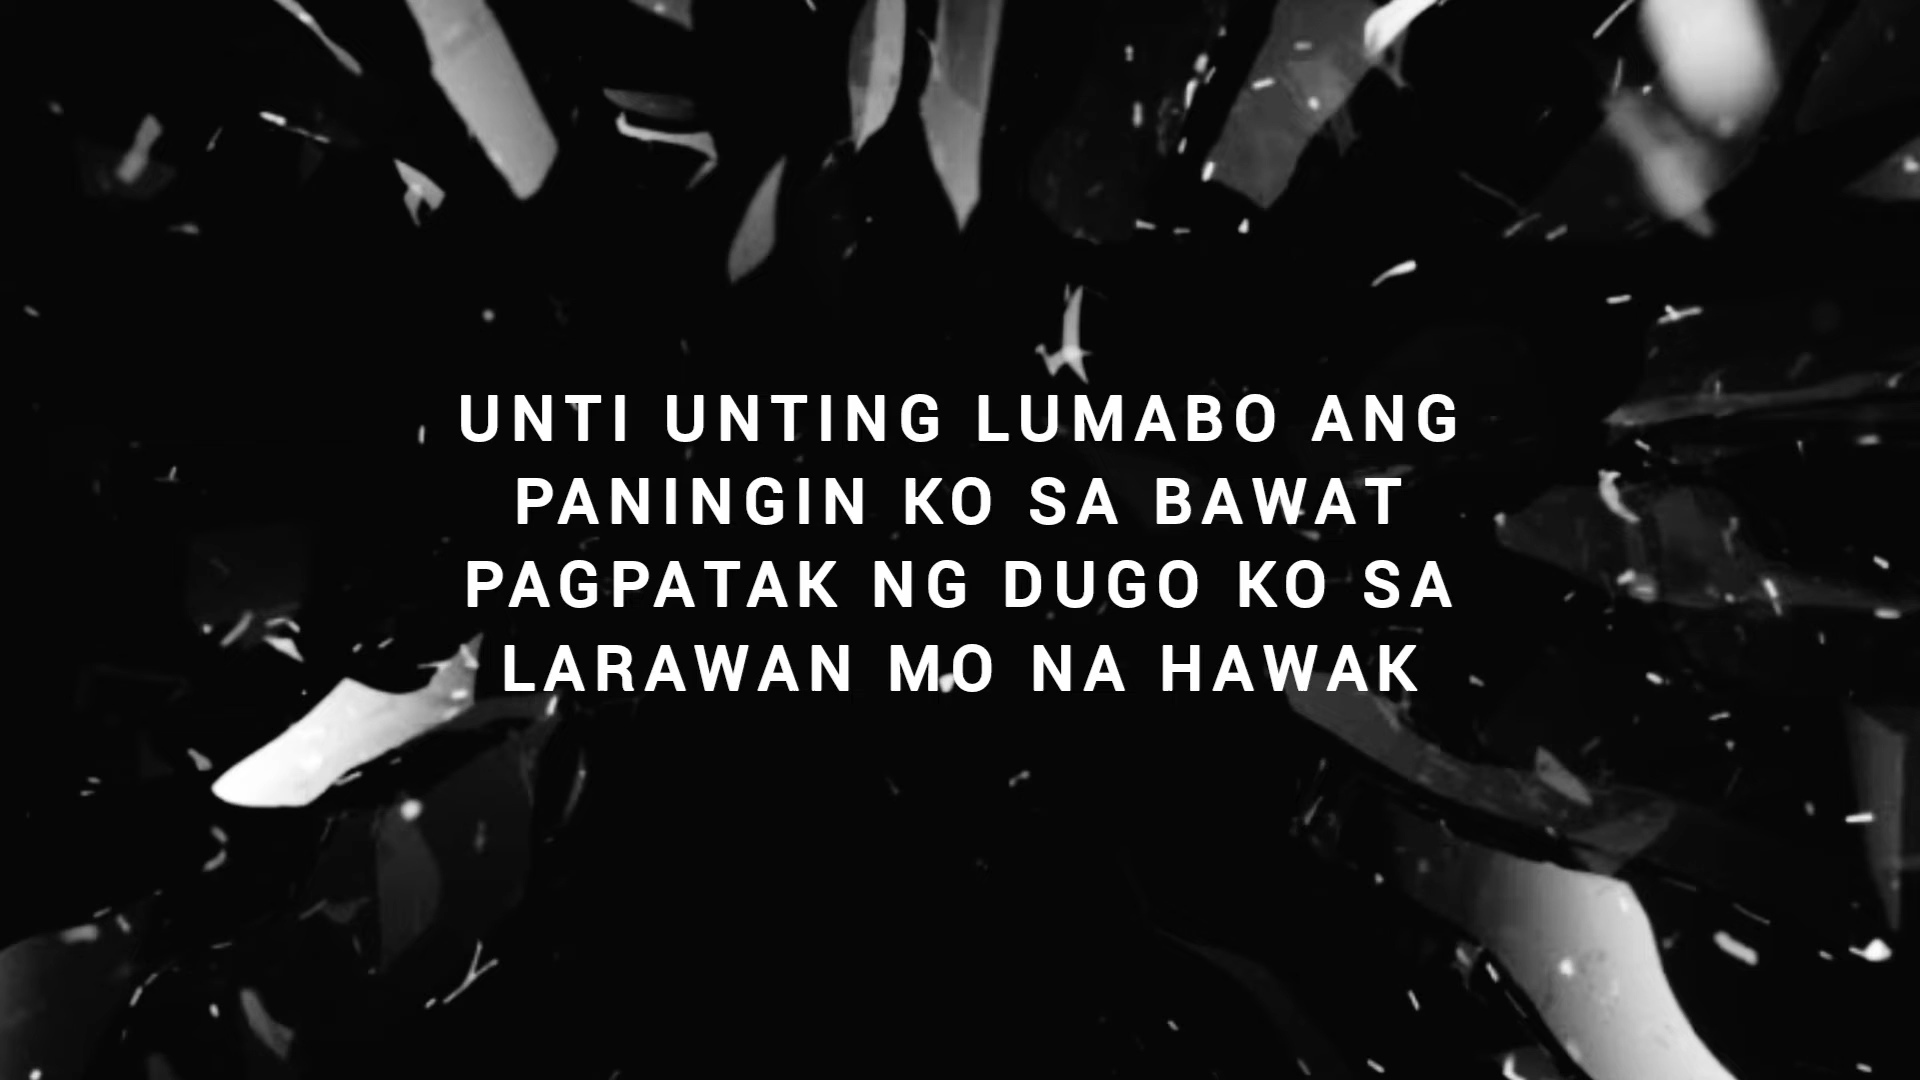 UNTI UNTING LUMABO ANG
PANINGIN KO SA BAWAT
PAGPATAK NG DUGO KO SA
LARAWAN MO NA HAWAK